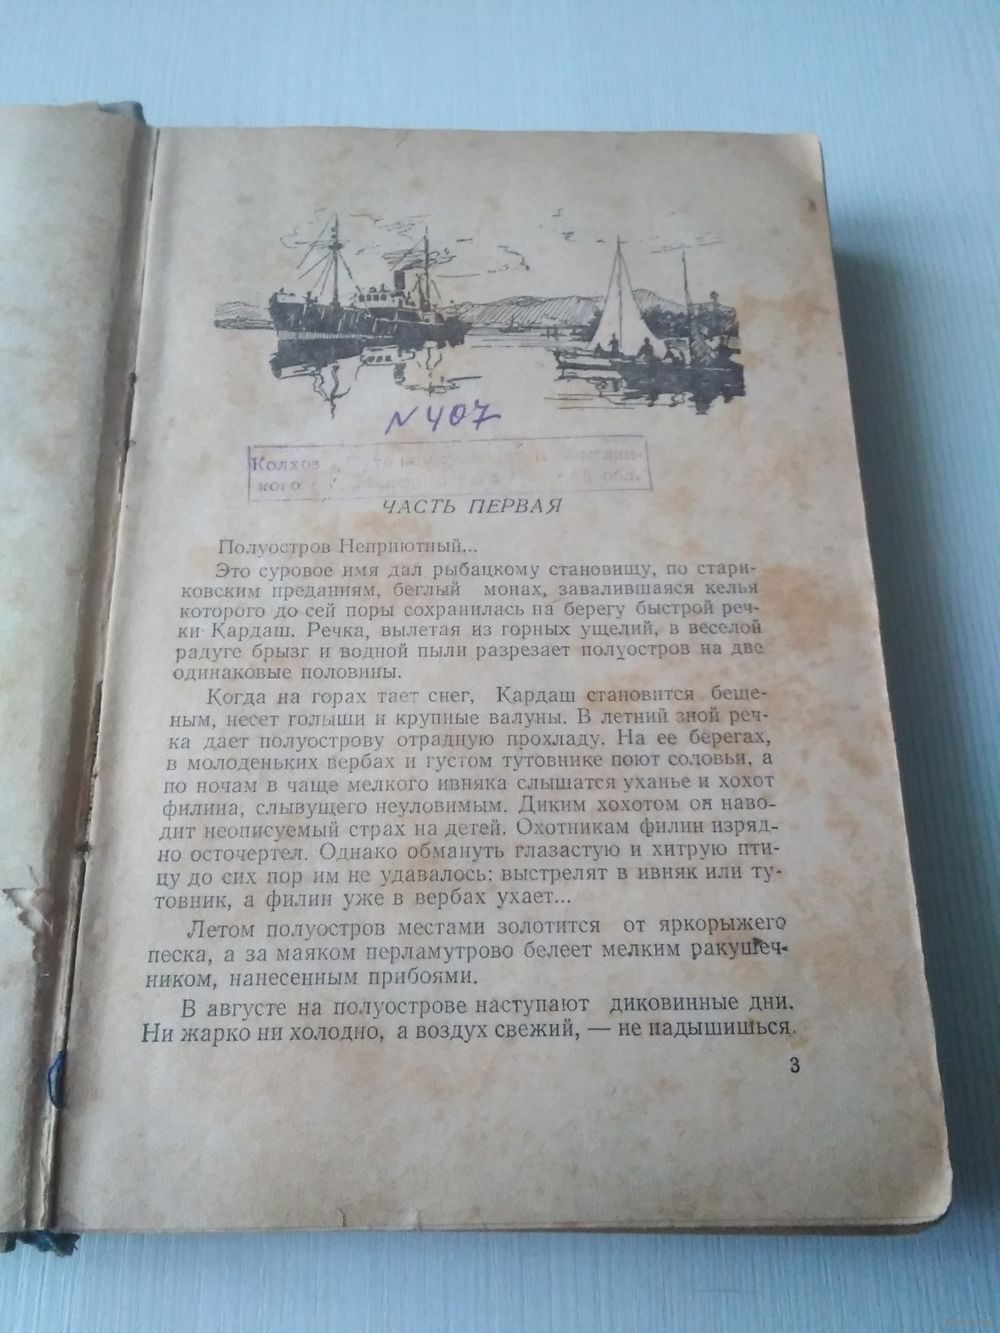 № 407
Колхоз
кого обл.
ЧАСТЬ ПЕРВАЯ
Полуостров Неприютный...
Это суровое имя дал рыбацкому становищу, по стари-
ковским преданиям, беглый монах, завалившаяся келья
которого до сей поры сохранилась на берегу быстрой реч-
ки Кардаш. Речка, вылетая из горных ущелий, в веселой
радуге брызг и водной пыли разрезает полуостров на две
одинаковые половины.
Когда на горах тает снег, Кардаш становится беше-
ным, несет голыши и крупные валуны. В летний зной реч-
ка дает полуострову отрадную прохладу. На ее берегах,
в молоденьких вербах и густом тутовнике поют соловьи, а
по ночам в чаще мелкого ивняка слышатся уханье и хохот
филина, слывущего неуловимым. Диким хохотом он наво-
дит неописуемый страх на детей. Охотникам филин изряд-
но осточертел. Однако обмануть глазастую и хитрую пти-
цу до сих пор им не удавалось: выстрелят в ивняк или ту-
товник, а филин уже в вербах ухает...
Летом полуостров местами золотится от яркорыжего
песка, а за маяком перламутрово белеет мелким ракушеч-
ником, нанесенным прибоями.
В августе на полуострове наступают диковинные дни.
Ни жарко ни холодно, а воздух свежий, — не надышишься.
3